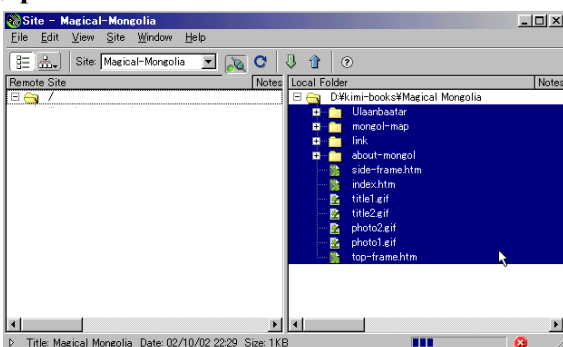 Site - Magical-Mongolia
File Edit View Site Window Help
Site: Magical-Mongolia
Remote Site Notes Local Folder Notes
/ D:¥kimi-books¥Magical Mongolia
Ulaanbaatar
mongol-map
link
about-mongol
side-frame.htm
index.htm
title1.gif
title2.gif
photo2.gif
photo1.gif
top-frame.htm
Title: Magical Mongolia Date: 02/10/02 22:29 Size: 1KB